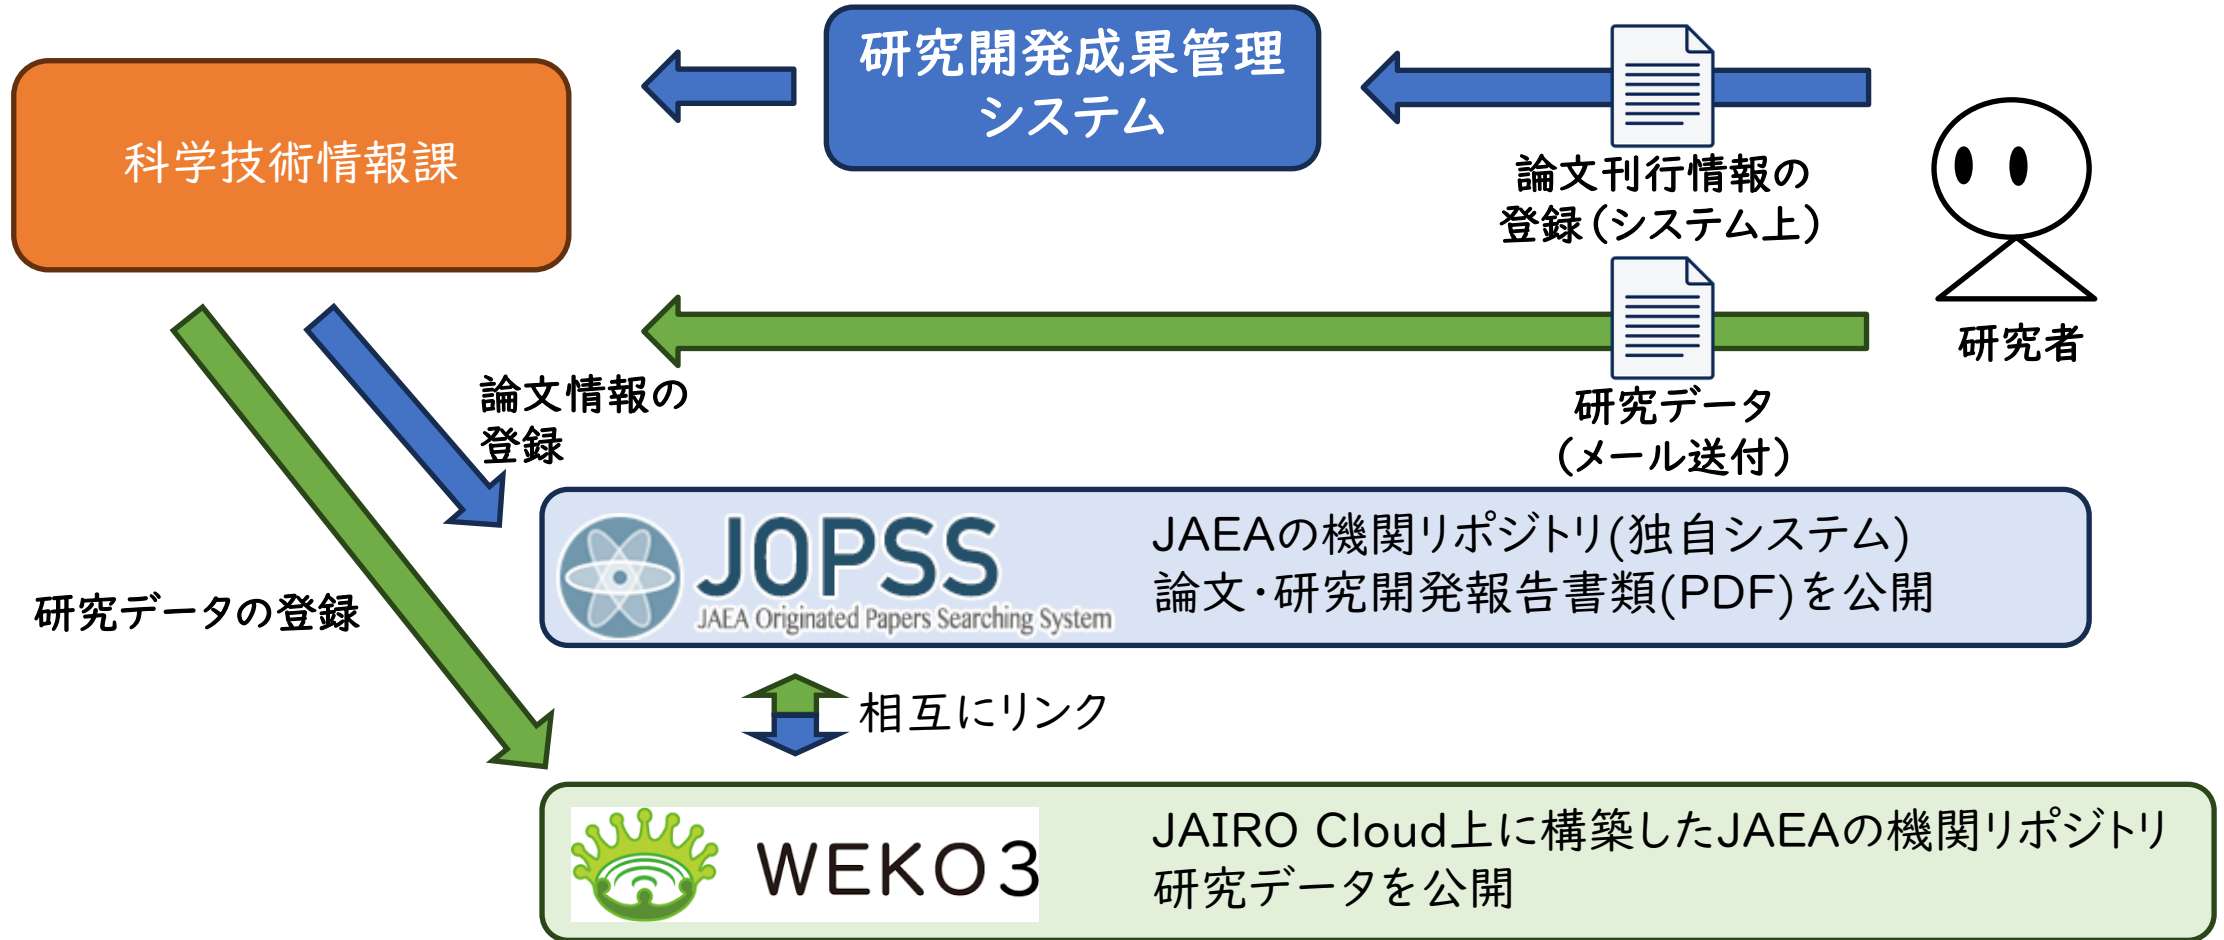 研究開発成果管理
システム
科学技術情報課
論文刊行情報の
登録（システム上）
研究者
論文情報の
登録
研究データ
（メール送付）
JOPSS
JAEA Originated Papers Searching System
JAEAの機関リポジトリ(独自システム)
論文・研究開発報告書類(PDF)を公開
研究データの登録
相互にリンク
WEKO3
JAIRO Cloud上に構築したJAEAの機関リポジトリ
研究データを公開